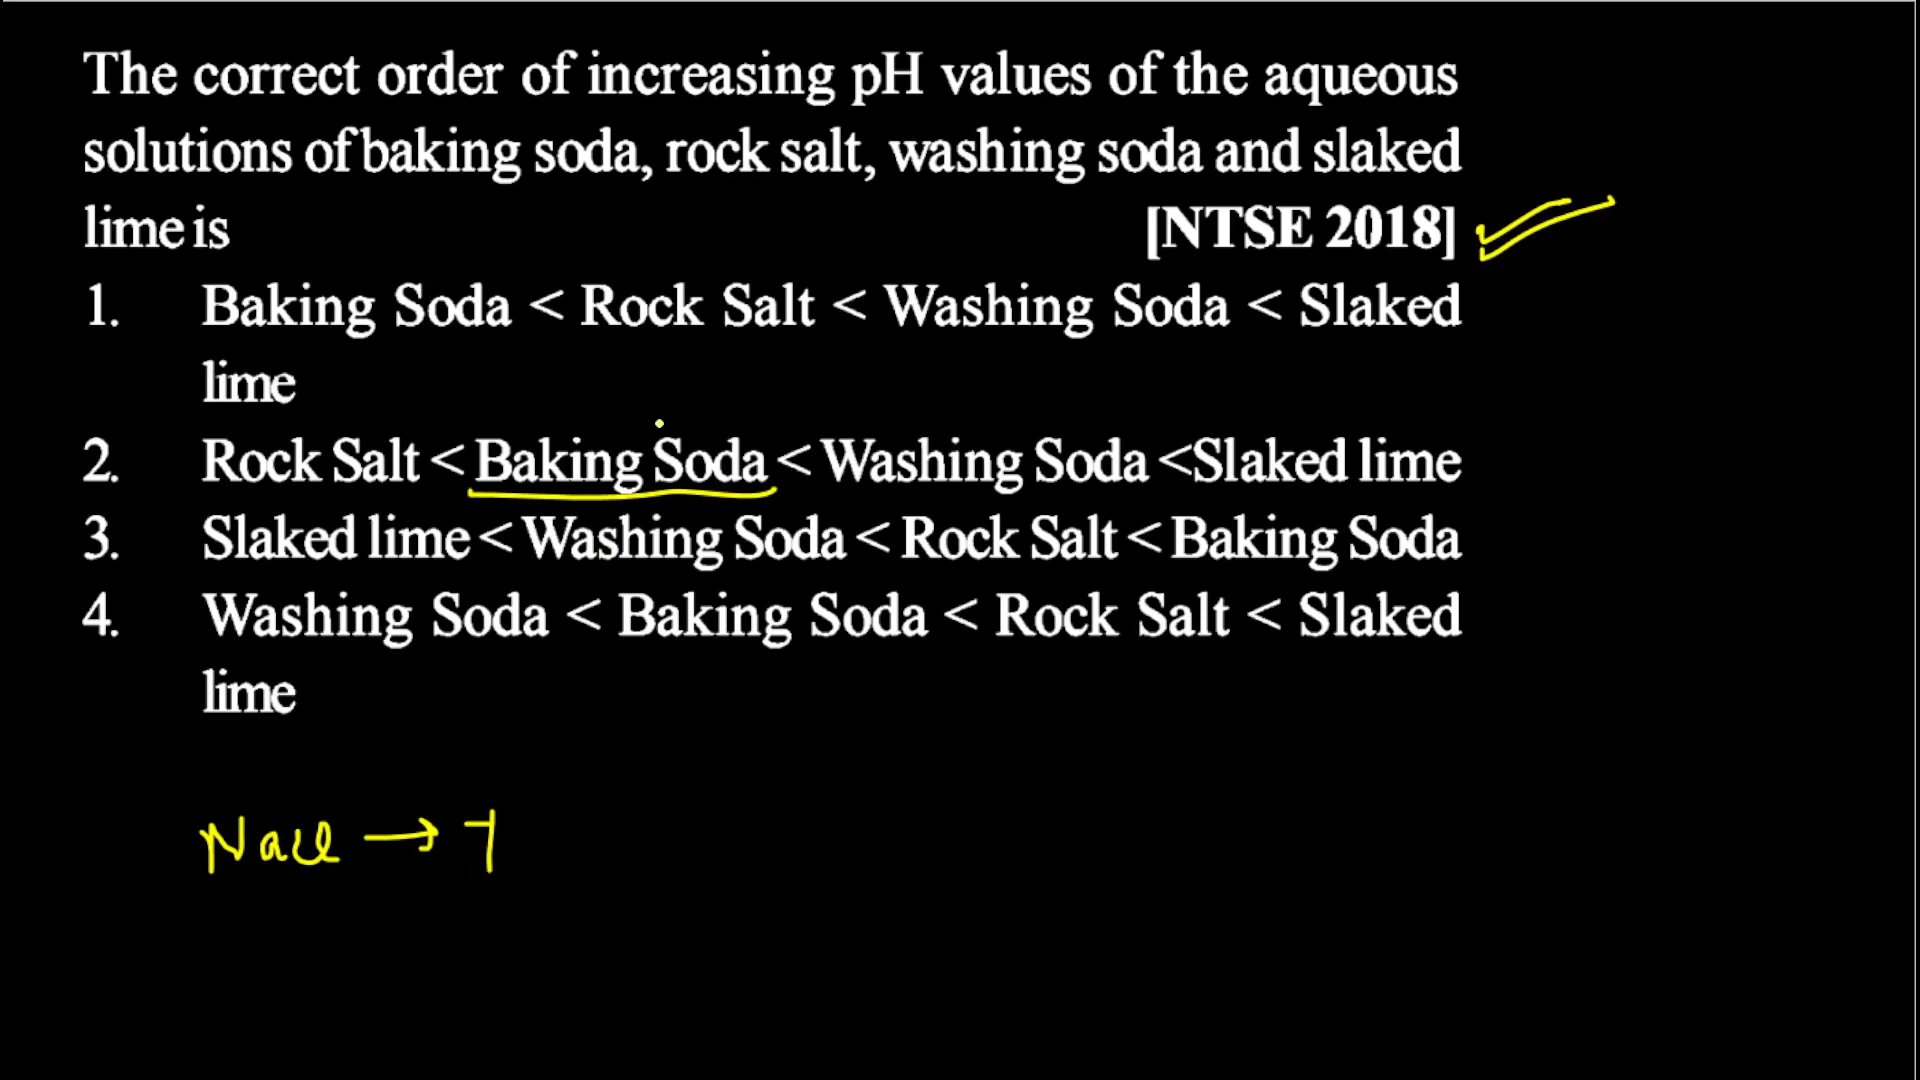 The correct order of increasing pH values of the aqueous
solutions of baking soda, rock salt, washing soda and slaked
lime is [NTSE 2018]
1. Baking Soda < Rock Salt < Washing Soda < Slaked
lime
2. Rock Salt < Baking Soda < Washing Soda <Slaked lime
3. Slaked lime < Washing Soda < Rock Salt < Baking Soda
4. Washing Soda < Baking Soda < Rock Salt < Slaked
lime
NaCl → 7